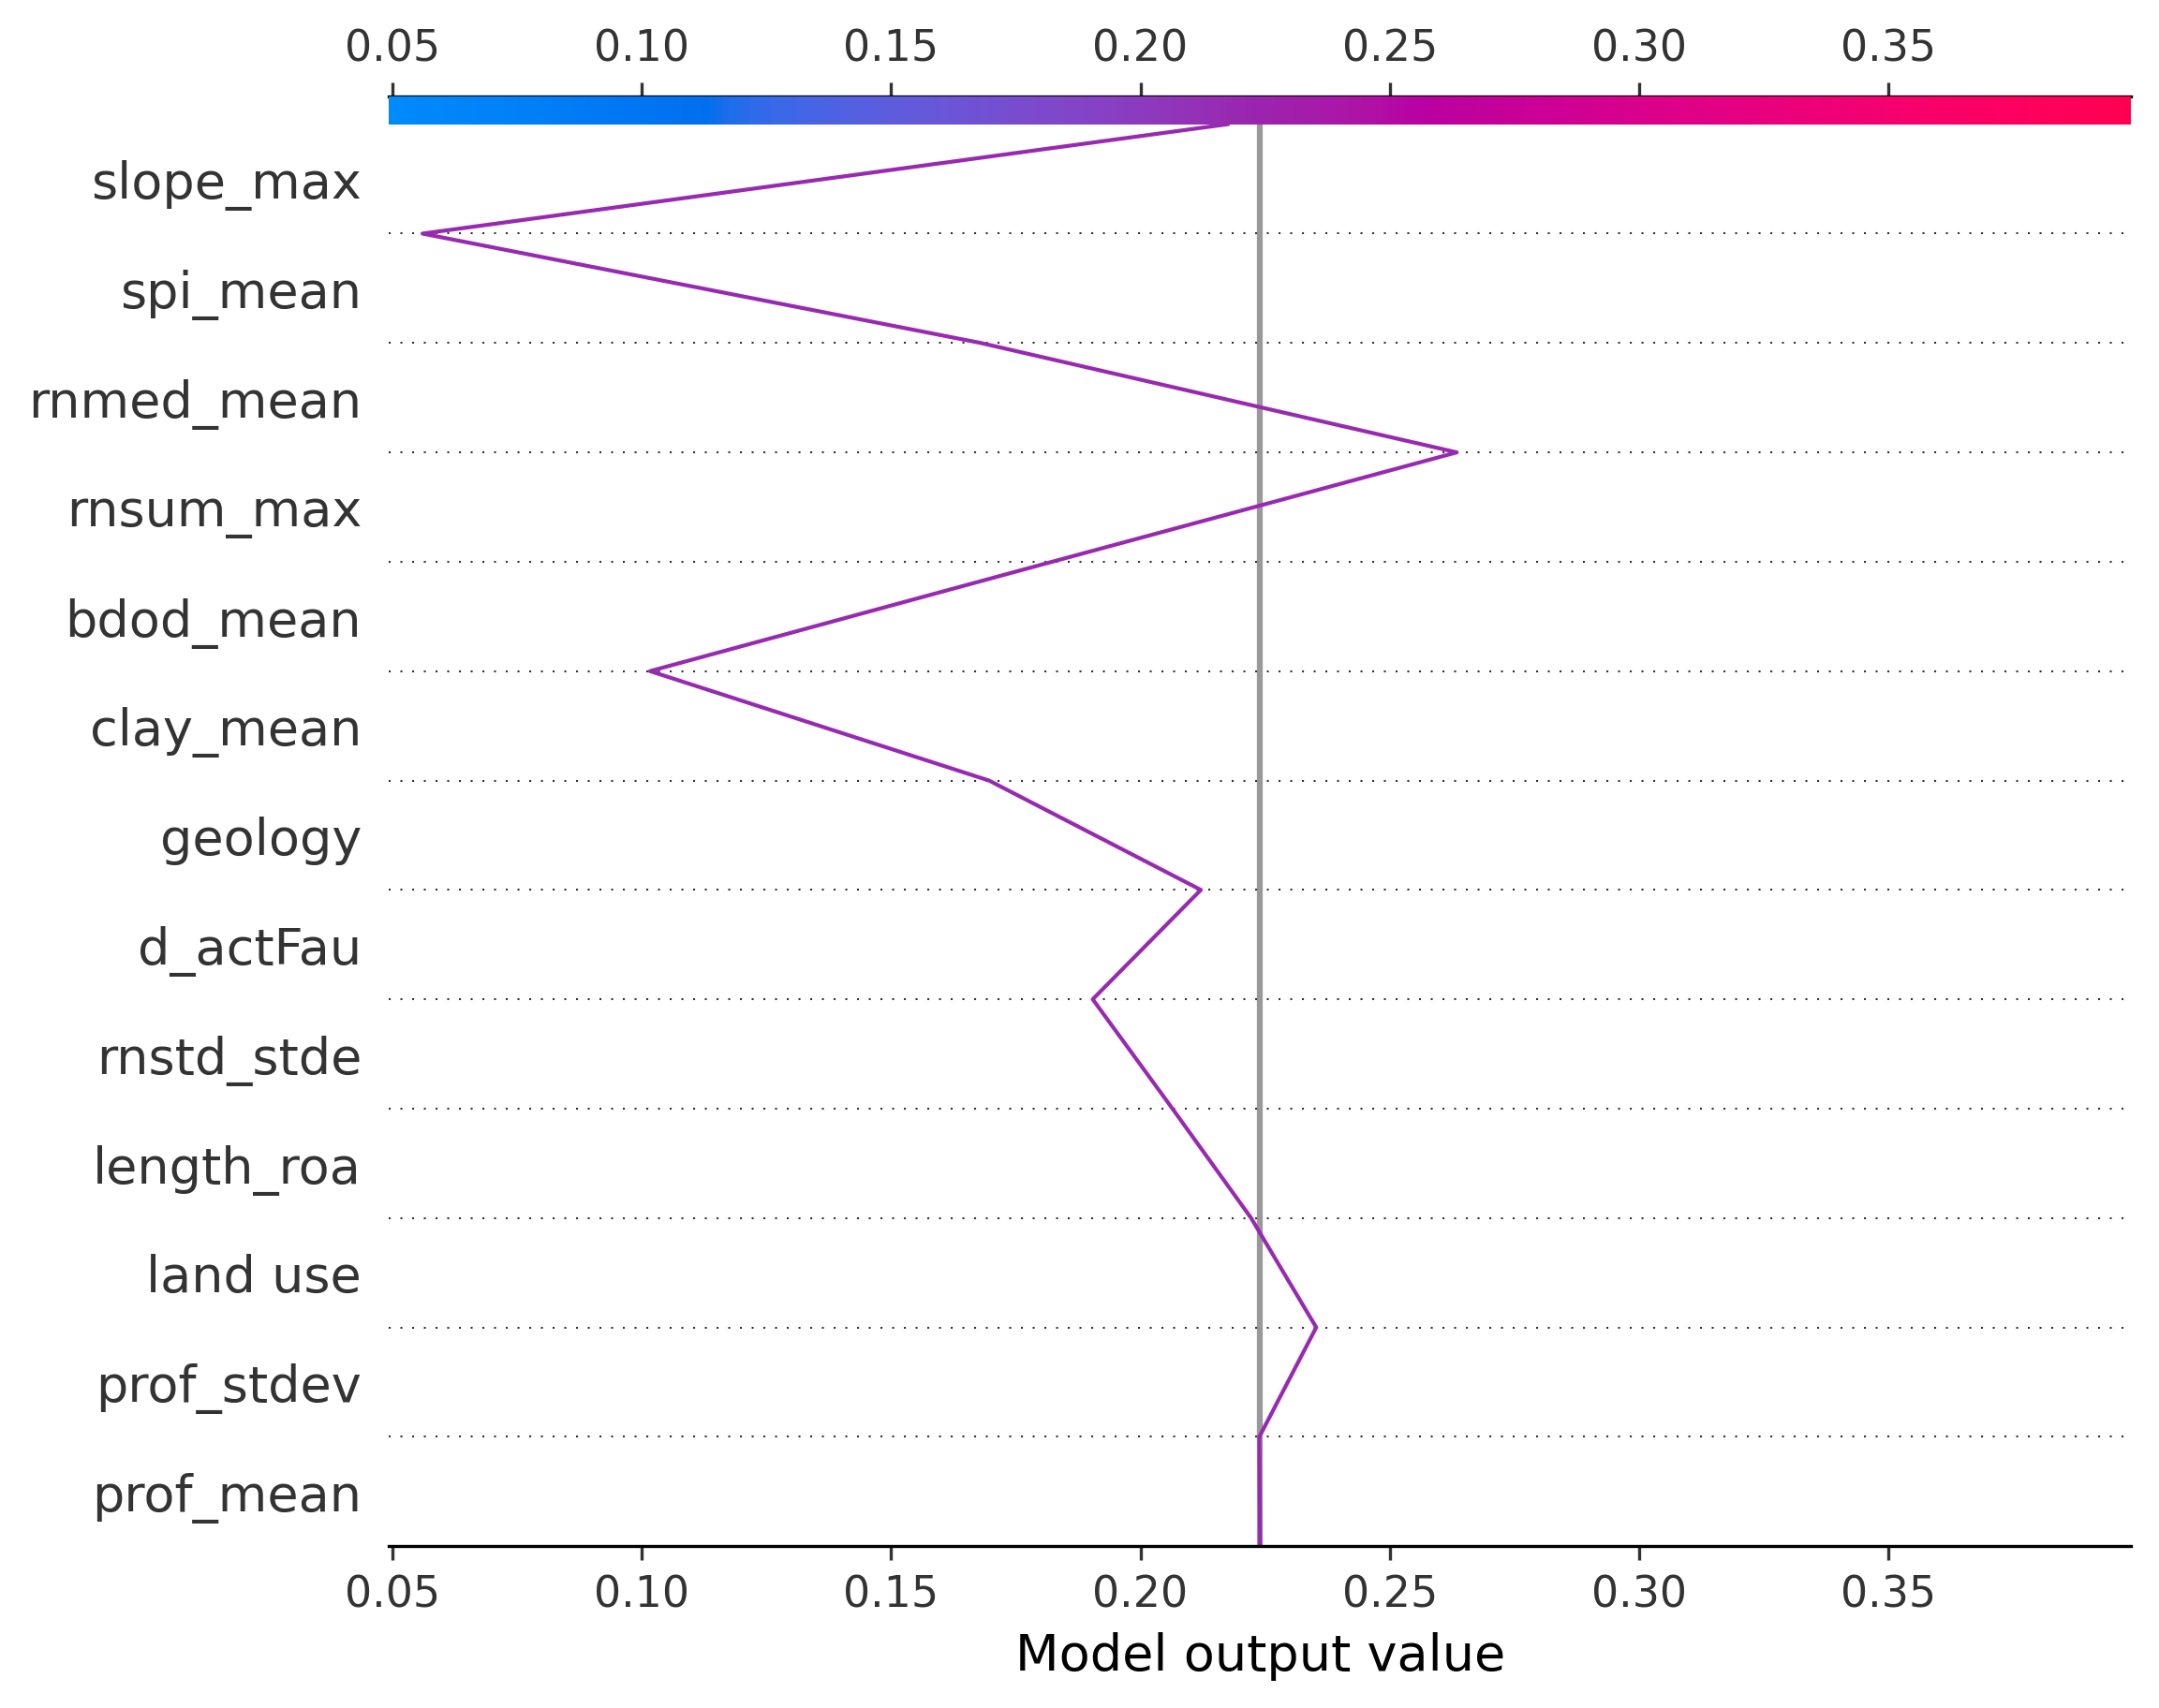 0.05 0.10 0.15 0.20 0.25 0.30 0.35
slope_max
spi_mean
rnmed_mean
rnsum_max
bdod_mean
clay_mean
geology
d_actFau
rnstd_stde
length_roa
land use
prof_stdev
prof_mean
0.05 0.10 0.15 0.20 0.25 0.30 0.35
Model output value